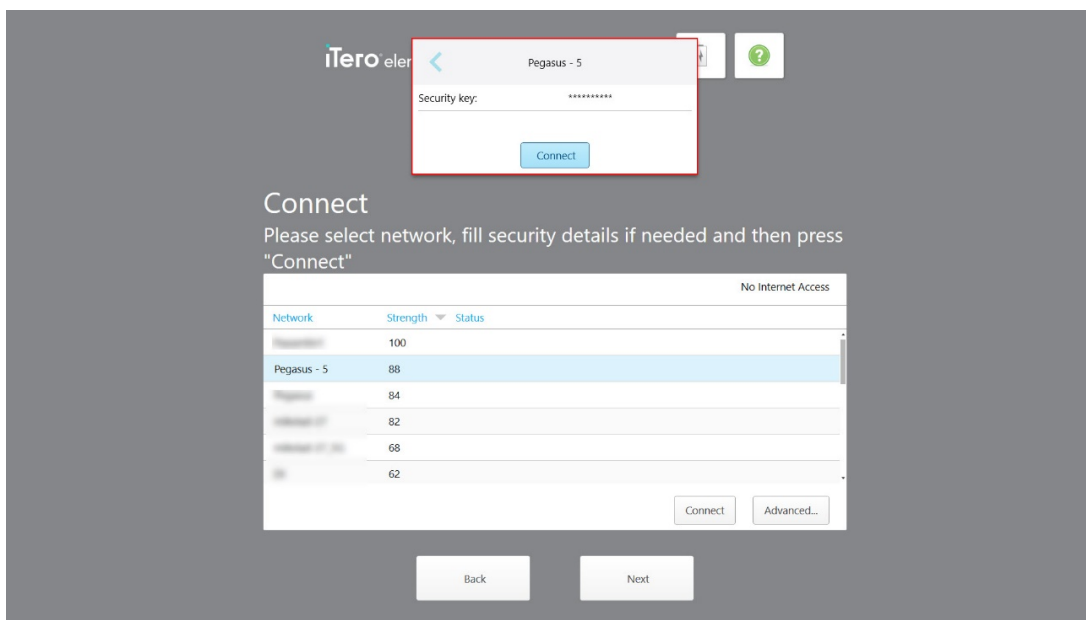 iTero eler
Pegasus - 5
Security key: **********
Connect
Connect
Please select network, fill security details if needed and then press
"Connect"
No Internet Access
Network Strength Status
100
Pegasus - 5 88
84
82
68
62
Connect Advanced...
Back Next